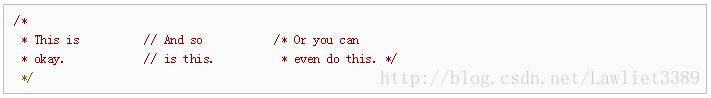 /*
 * This is         // And so          /* Or you can
 * okay.           // is this.         * even do this. */
 */
http://blog.csdn.net/Lawliet3389